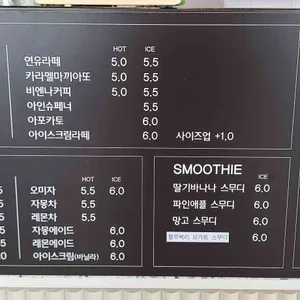 HOT ICE
연유라떼 5.0 5.5
카라멜마끼아또 5.0 5.5
비엔나커피 5.0 5.5
아인슈페너 5.5
아포카토 6.0
아이스크림라떼 6.0 사이즈업 +1.0
HOT ICE
오미자 5.5 6.0
자몽차 5.5
레몬차 5.5
자몽에이드 6.0
레몬에이드 6.0
아이스크림(바닐라) 6.0
SMOOTHIE
ICE
딸기바나나 스무디 6.0
파인애플 스무디 6.0
망고 스무디 6.0
블루베리 요거트 스무디 6.0